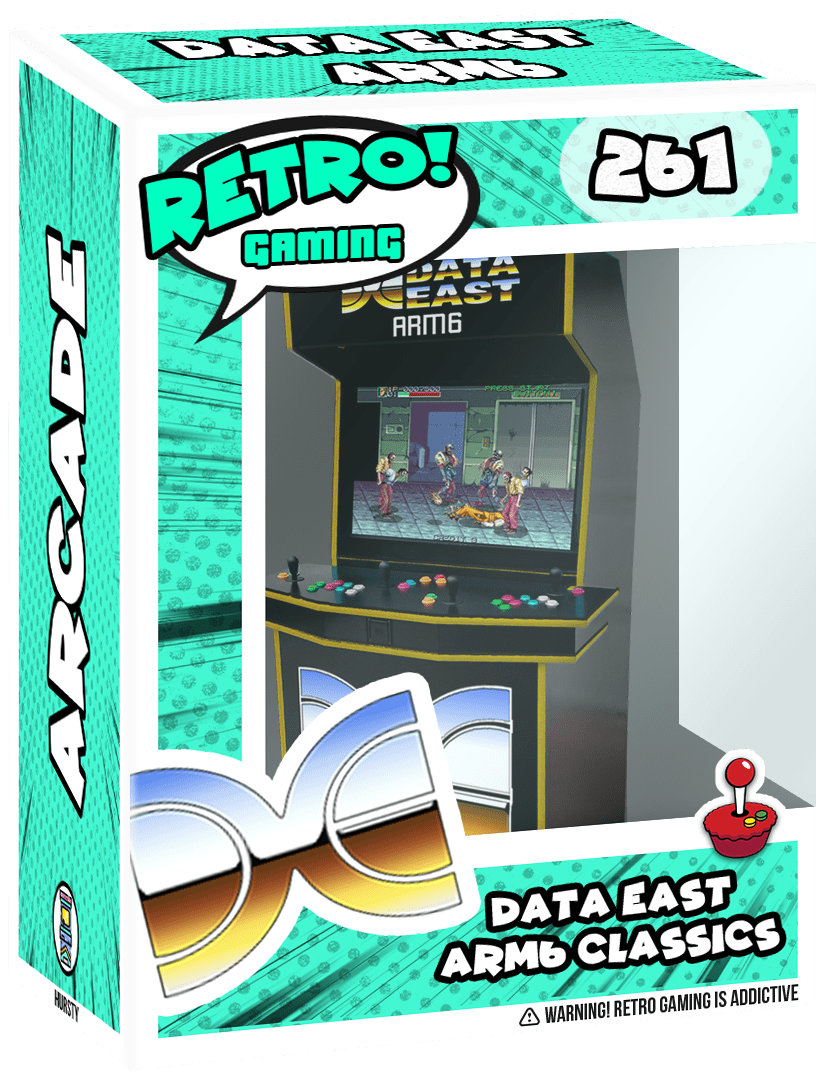 DATA EAST
ARM6
RETRO!
GAMING
261
ARCADE
DATA
EAST
ARM6
PRESS START
DATA EAST
ARM6 CLASSICS
WARNING! RETRO GAMING IS ADDICTIVE
HURSTY